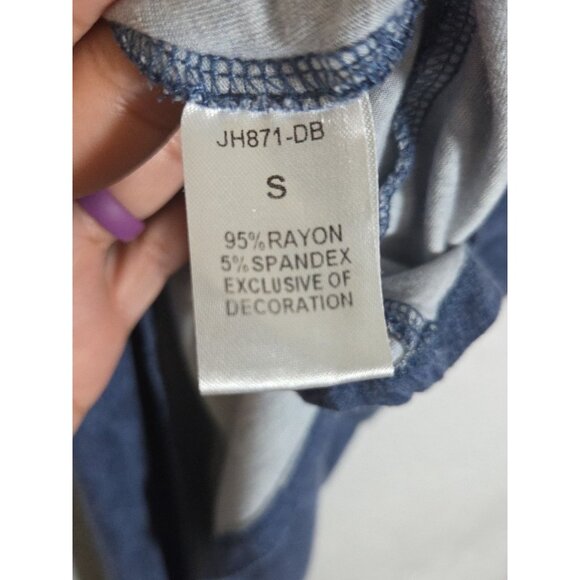 JH871-DB
S
95%RAYON
5%SPANDEX
EXCLUSIVE OF
DECORATION